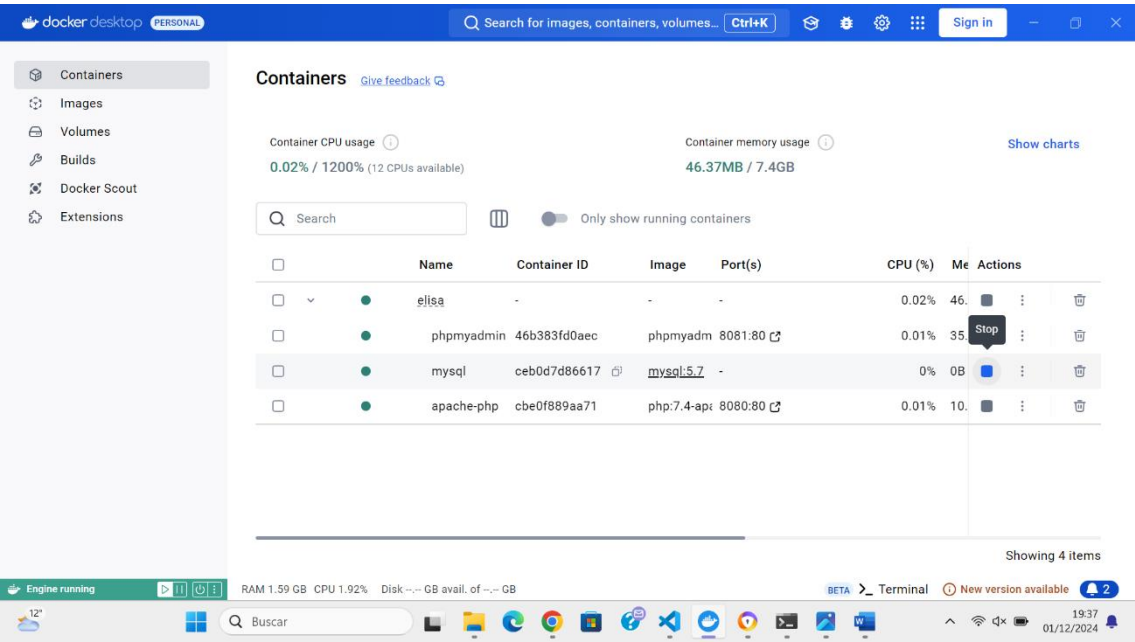 docker desktop PERSONAL Search for images, containers, volumes... Ctrl+K Sign in
Containers
Images
Volumes
Builds
Docker Scout
Extensions
Containers Give feedback
Container CPU usage Container memory usage
0.02% / 1200% (12 CPUs available) 46.37MB / 7.4GB Show charts
Search Only show running containers
Name Container ID Image Port(s) CPU (%) Me Actions
elisa - - - 0.02% 46.
Stop
phpmyadmin 46b383fd0aec phpmyadm 8081:80 0.01% 35.
mysql ceb0d7d86617 mysql:5.7 - 0% 0B
apache-php cbe0f889aa71 php:7.4-apa 8080:80 0.01% 10.
Showing 4 items
Engine running RAM 1.59 GB CPU 1.92% Disk --.-- GB avail. of --.-- GB BETA Terminal New version available 2
12°
Buscar
19:37
01/12/2024